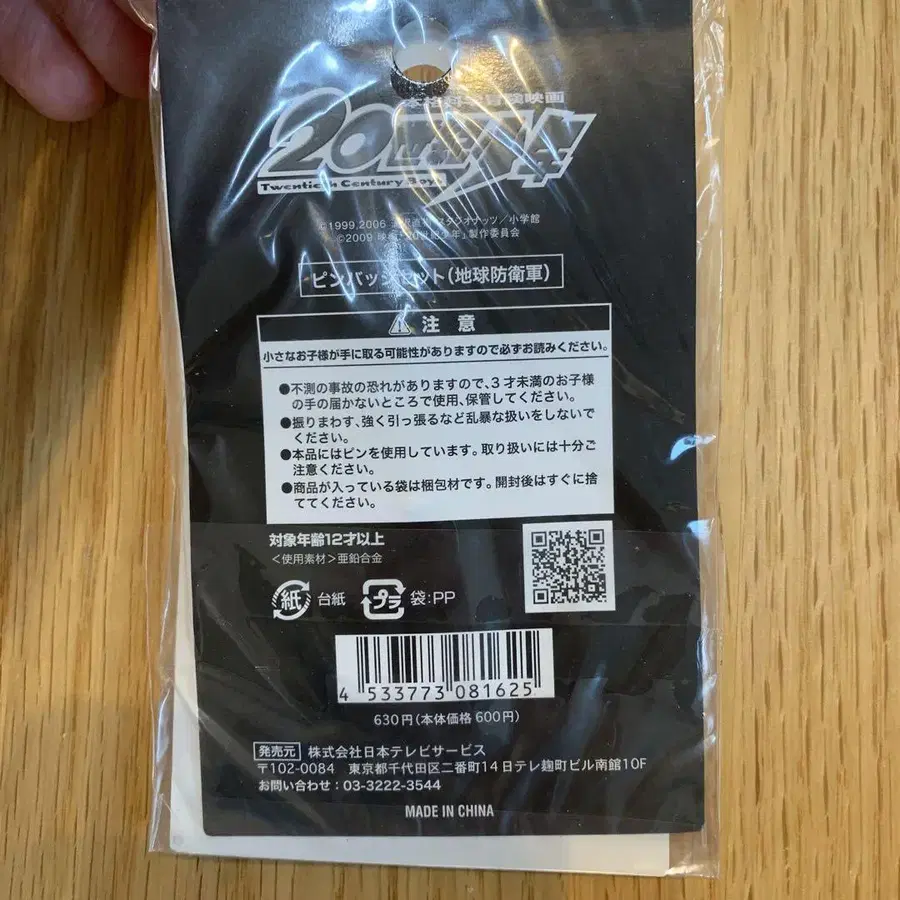 本格科学冒険映画
20世紀少年
Twentieth Century Boys
©1999,2006 浦沢直樹 スタジオナッツ／小学館
©2009 映画「20世紀少年」製作委員会
ピンバッジセット（地球防衛軍）
注意
小さなお子様が手に取る可能性がありますので必ずお読みください。
●不測の事故の恐れがありますので、3才未満のお子様
の手の届かないところで使用、保管してください。
●振りまわす、強く引っ張るなど乱暴な扱いをしないで
ください。
●本品にはピンを使用しています。取り扱いには十分ご
注意ください。
●商品が入っている袋は梱包材です。開封後はすぐに捨
ててください。
対象年齢12才以上
＜使用素材＞亜鉛合金
紙 台紙 プラ 袋:PP
4 533773 081625
630円（本体価格 600円）
発売元 株式会社日本テレビサービス
〒102-0084 東京都千代田区二番町14 日テレ麹町ビル南館10F
お問い合わせ：03-3222-3544
MADE IN CHINA